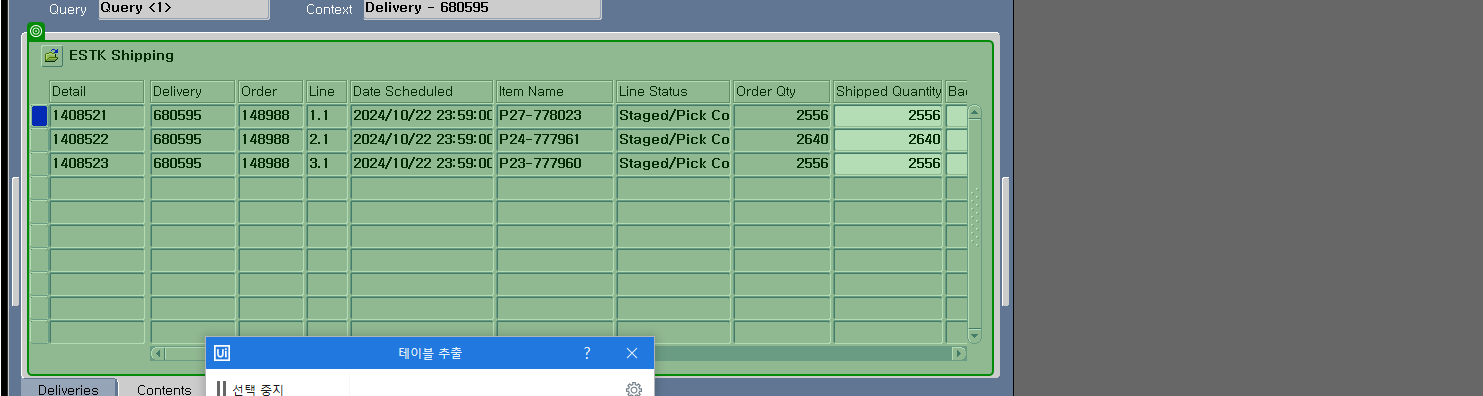 Query Query <1> Context Delivery - 680595
ESTK Shipping
Detail Delivery Order Line Date Scheduled Item Name Line Status Order Qty Shipped Quantity Bac
1408521 680595 148988 1.1 2024/10/22 23:59:00 P27-778023 Staged/Pick Co 2556 2556
1408522 680595 148988 2.1 2024/10/22 23:59:00 P24-777961 Staged/Pick Co 2640 2640
1408523 680595 148988 3.1 2024/10/22 23:59:00 P23-777960 Staged/Pick Co 2556 2556
Ui 테이블 추출 ?
선택 중지
Deliveries Contents